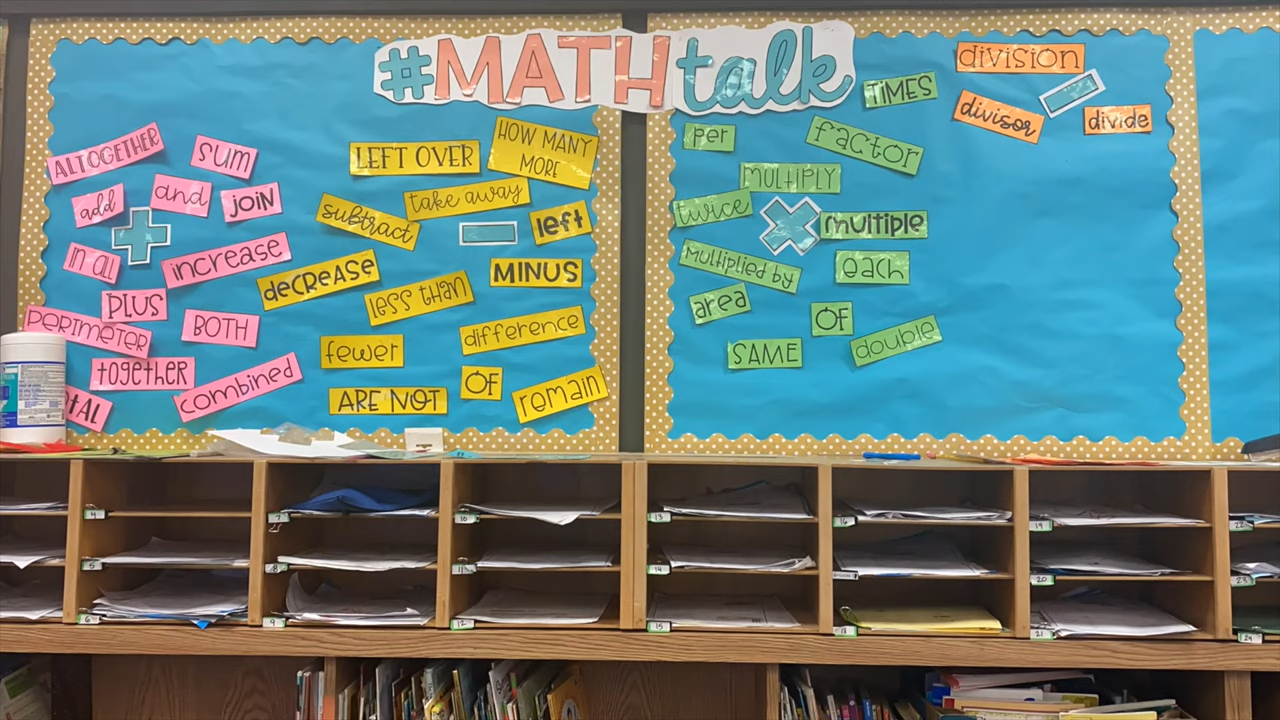 #MATH talk
ALTOGETHER
sum
add
and
JOIN
IN all
increase
PLUS
PERIMETER
BOTH
together
combined
LEFT OVER
HOW MANY
MORE
take away
subtract
left
decrease
MINUS
less than
difference
fewer
OF
ARE NOT
remain
TIMES
per
factor
MULTIPLY
twice
multiple
multiplied by
each
area
OF
SAME
double
division
divisor
divide
4
5
6
7
8
9
10
11
12
13
14
15
16
18
19
20
21
22
23
24